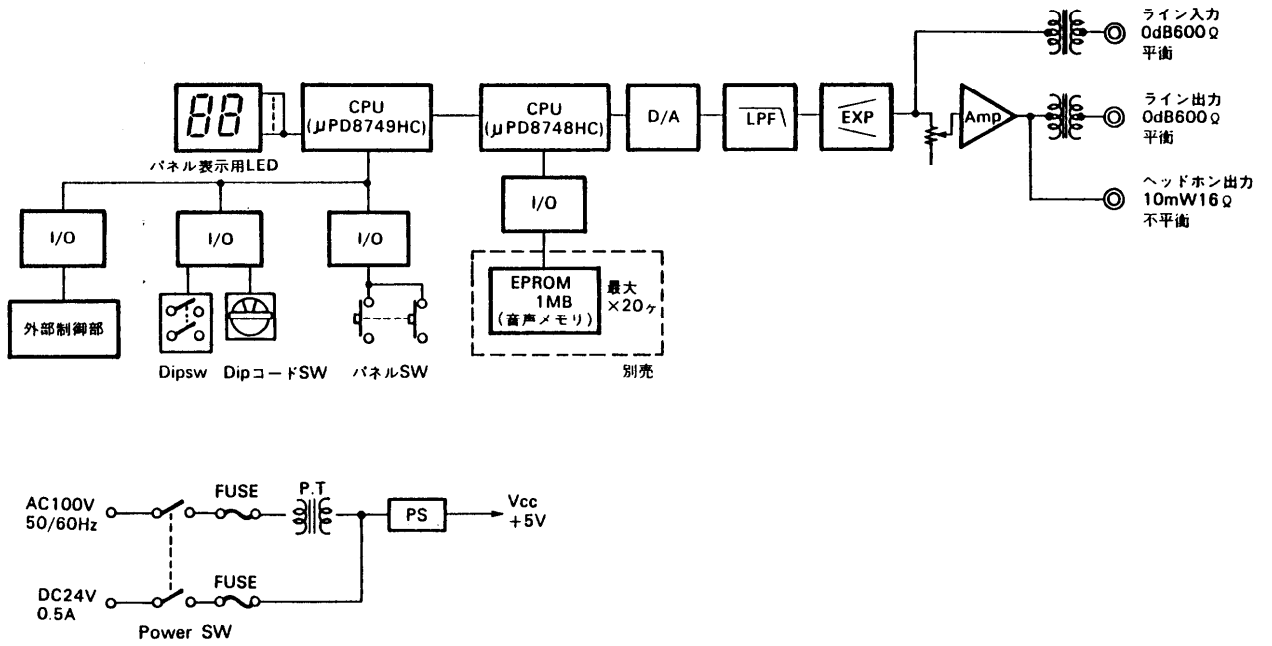 ライン入力
0dB600Ω
平衡
88
CPU
(μPD8749HC)
CPU
(μPD8748HC)
D/A
LPF
EXP
Amp
ライン出力
0dB600Ω
平衡
パネル表示用LED
ヘッドホン出力
10mW16Ω
不平衡
I/O
I/O
I/O
I/O
外部制御部
EPROM
1MB
(音声メモリ)
最大
×20ヶ
Dipsw
DipコードSW
パネルSW
別売
AC100V
50/60Hz
FUSE
P.T
PS
Vcc
+5V
DC24V
0.5A
FUSE
Power SW